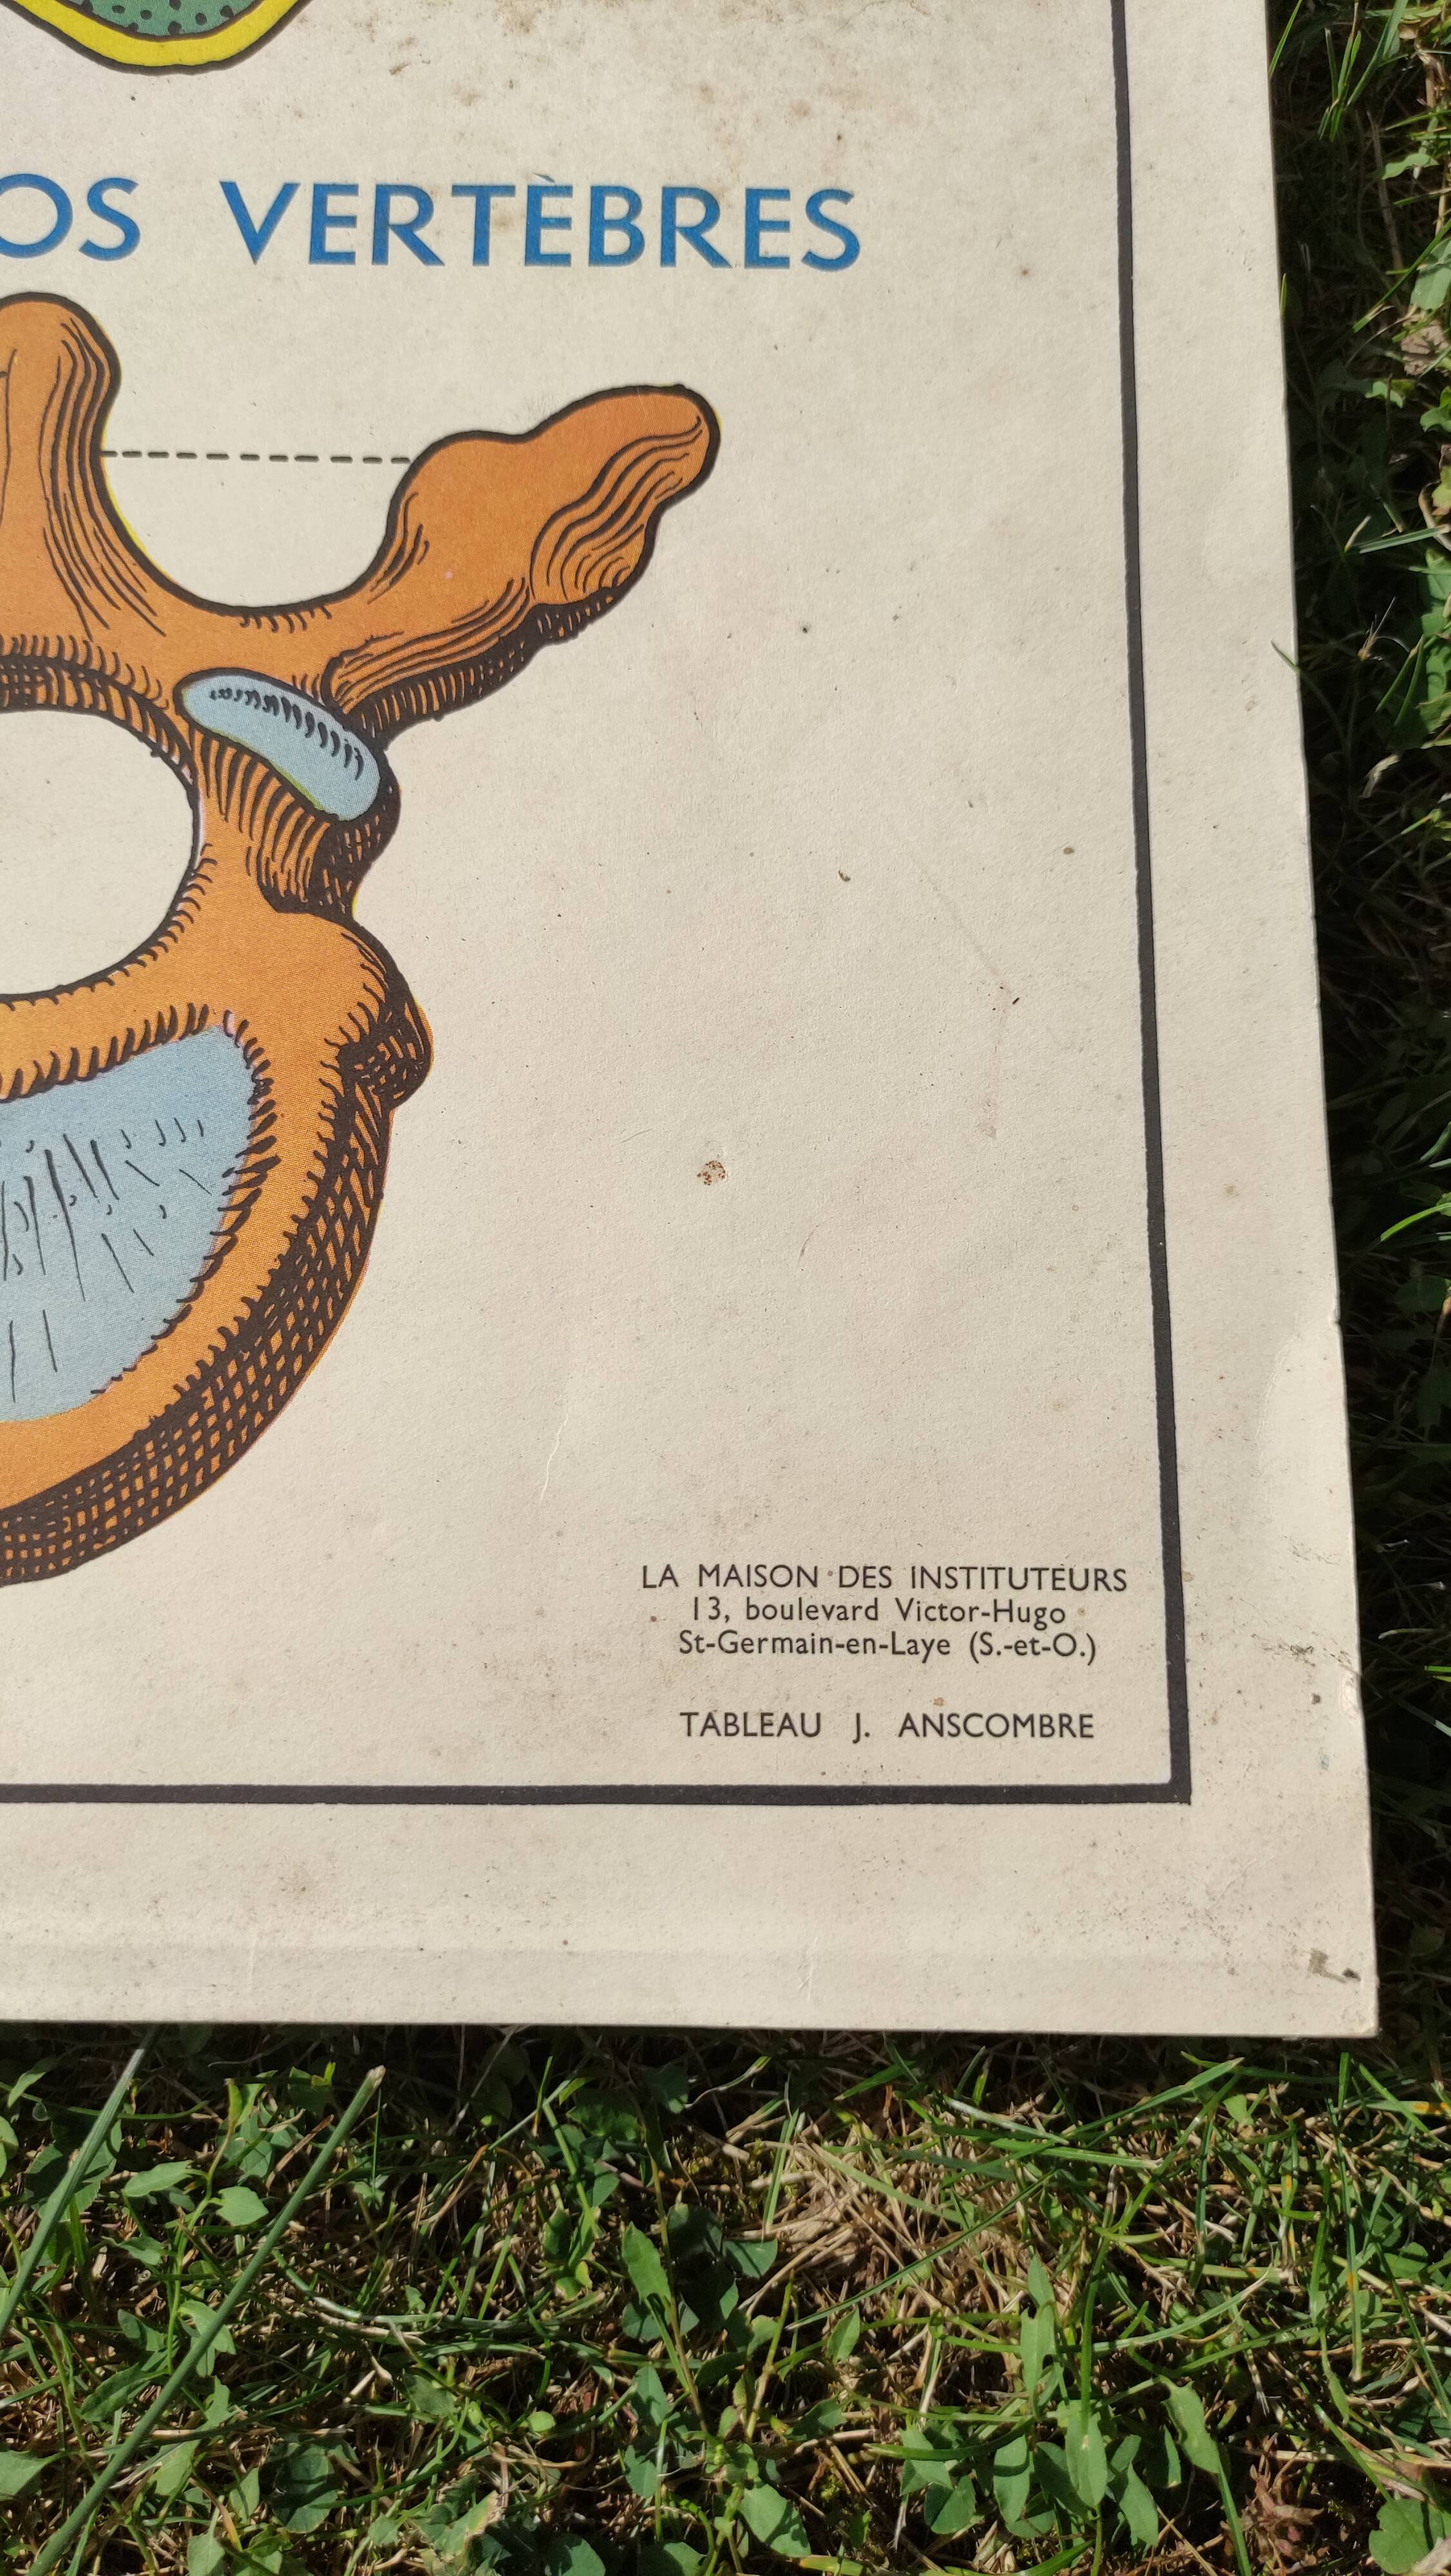 OS VERTÈBRES
LA MAISON DES INSTITUTEURS
13, boulevard Victor-Hugo
St-Germain-en-Laye (S.-et-O.)
TABLEAU J. ANSCOMBRE